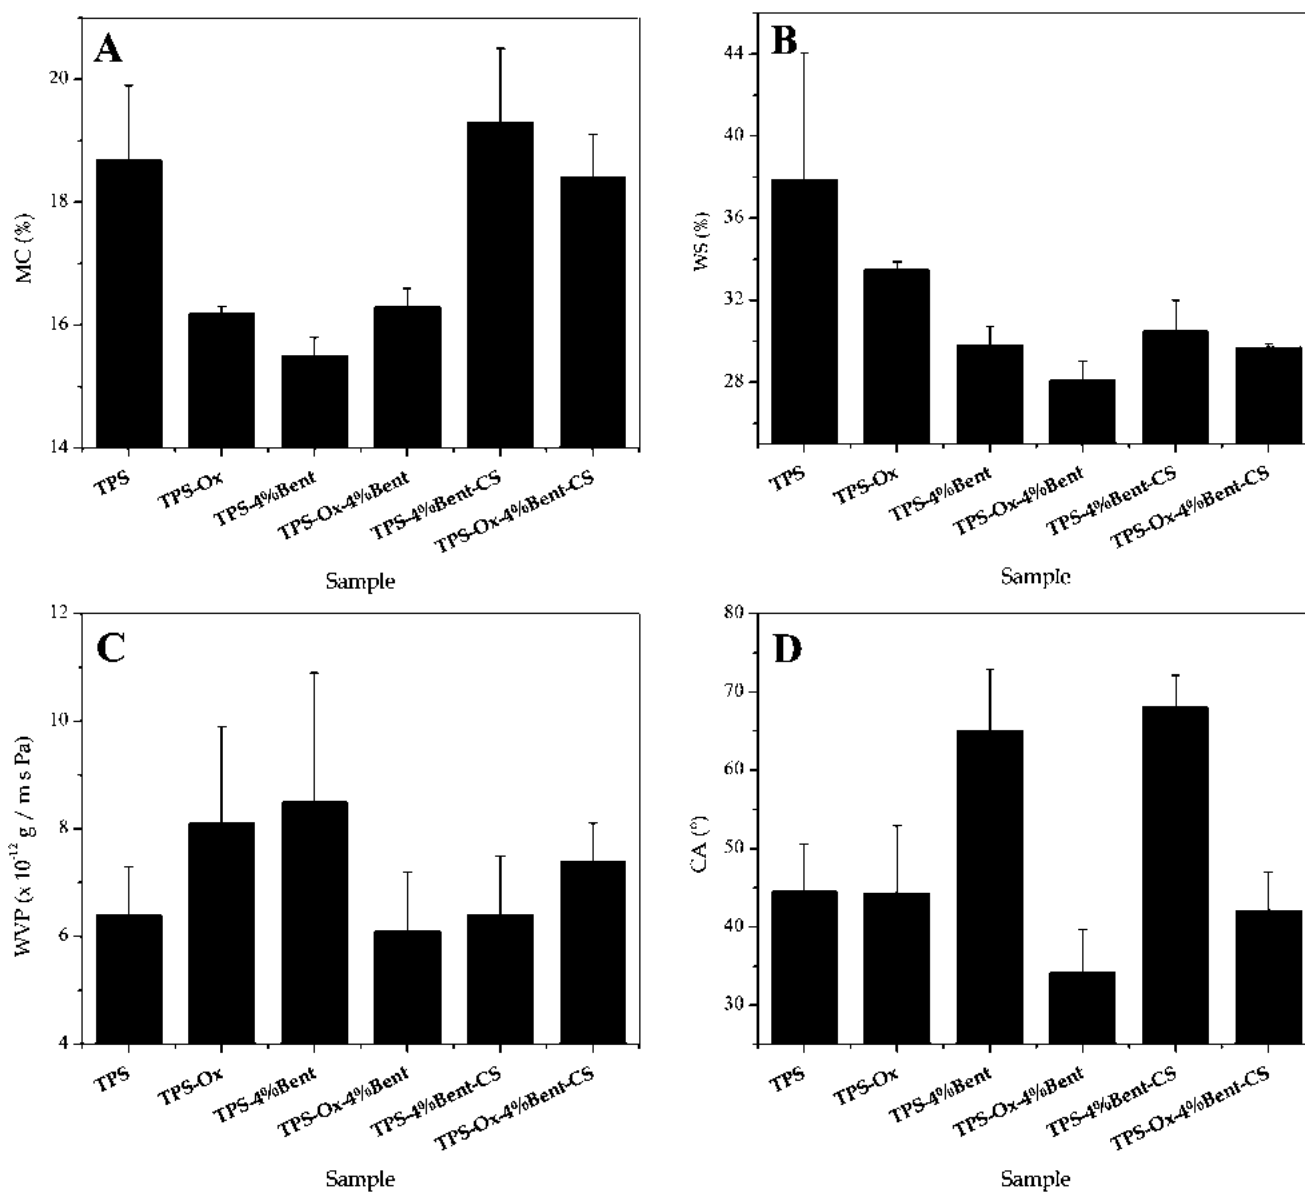 A
MC (%)
20
18
16
14
TPS
TPS-Ox
TPS-4%Bent
TPS-Ox-4%Bent
TPS-4%Bent-CS
TPS-Ox-4%Bent-CS
Sample
B
WS (%)
44
40
36
32
28
TPS
TPS-Ox
TPS-4%Bent
TPS-Ox-4%Bent
TPS-4%Bent-CS
TPS-Ox-4%Bent-CS
Sample
C
WVP (x 10⁻¹² g / m s Pa)
12
10
8
6
4
TPS
TPS-Ox
TPS-4%Bent
TPS-Ox-4%Bent
TPS-4%Bent-CS
TPS-Ox-4%Bent-CS
Sample
D
CA (°)
80
70
60
50
40
30
TPS
TPS-Ox
TPS-4%Bent
TPS-Ox-4%Bent
TPS-4%Bent-CS
TPS-Ox-4%Bent-CS
Sample